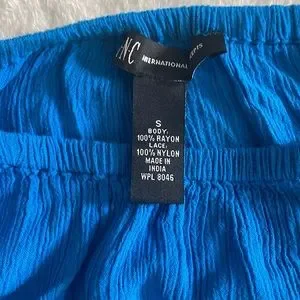 I·N·C
INTERNATIONAL
S
BODY:
100% RAYON
LACE:
100% NYLON
MADE IN
INDIA
WPL 8046